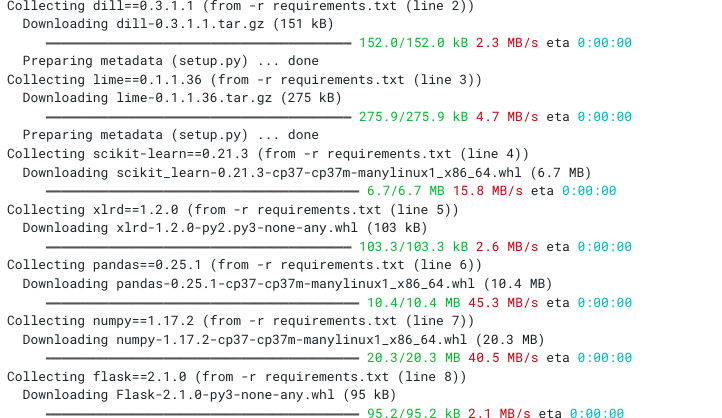 Collecting dill==0.3.1.1 (from -r requirements.txt (line 2))
Downloading dill-0.3.1.1.tar.gz (151 kB)
152.0/152.0 kB 2.3 MB/s eta 0:00:00
Preparing metadata (setup.py) ... done
Collecting lime==0.1.1.36 (from -r requirements.txt (line 3))
Downloading lime-0.1.1.36.tar.gz (275 kB)
275.9/275.9 kB 4.7 MB/s eta 0:00:00
Preparing metadata (setup.py) ... done
Collecting scikit-learn==0.21.3 (from -r requirements.txt (line 4))
Downloading scikit_learn-0.21.3-cp37-cp37m-manylinux1_x86_64.whl (6.7 MB)
6.7/6.7 MB 15.8 MB/s eta 0:00:00
Collecting xlrd==1.2.0 (from -r requirements.txt (line 5))
Downloading xlrd-1.2.0-py2.py3-none-any.whl (103 kB)
103.3/103.3 kB 2.6 MB/s eta 0:00:00
Collecting pandas==0.25.1 (from -r requirements.txt (line 6))
Downloading pandas-0.25.1-cp37-cp37m-manylinux1_x86_64.whl (10.4 MB)
10.4/10.4 MB 45.3 MB/s eta 0:00:00
Collecting numpy==1.17.2 (from -r requirements.txt (line 7))
Downloading numpy-1.17.2-cp37-cp37m-manylinux1_x86_64.whl (20.3 MB)
20.3/20.3 MB 40.5 MB/s eta 0:00:00
Collecting flask==2.1.0 (from -r requirements.txt (line 8))
Downloading Flask-2.1.0-py3-none-any.whl (95 kB)
95.2/95.2 kB 2.1 MB/s eta 0:00:00